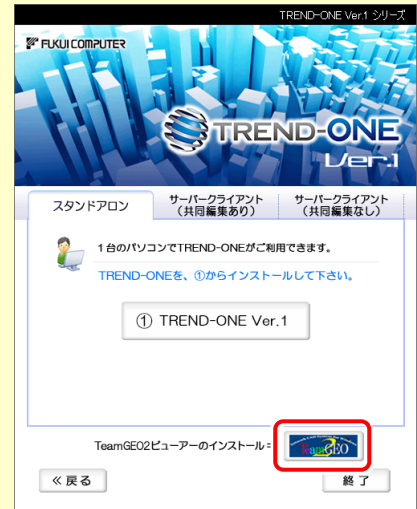 TREND-ONE Ver.1 シリーズ
FUKUI COMPUTER
TREND-ONE
Ver.1
スタンドアロン
サーバークライアント
（共同編集あり）
サーバークライアント
（共同編集なし）
1台のパソコンでTREND-ONEがご利用できます。
TREND-ONEを、①からインストールして下さい。
① TREND-ONE Ver.1
TeamGEO2ビューアーのインストール=
≪戻る
終了